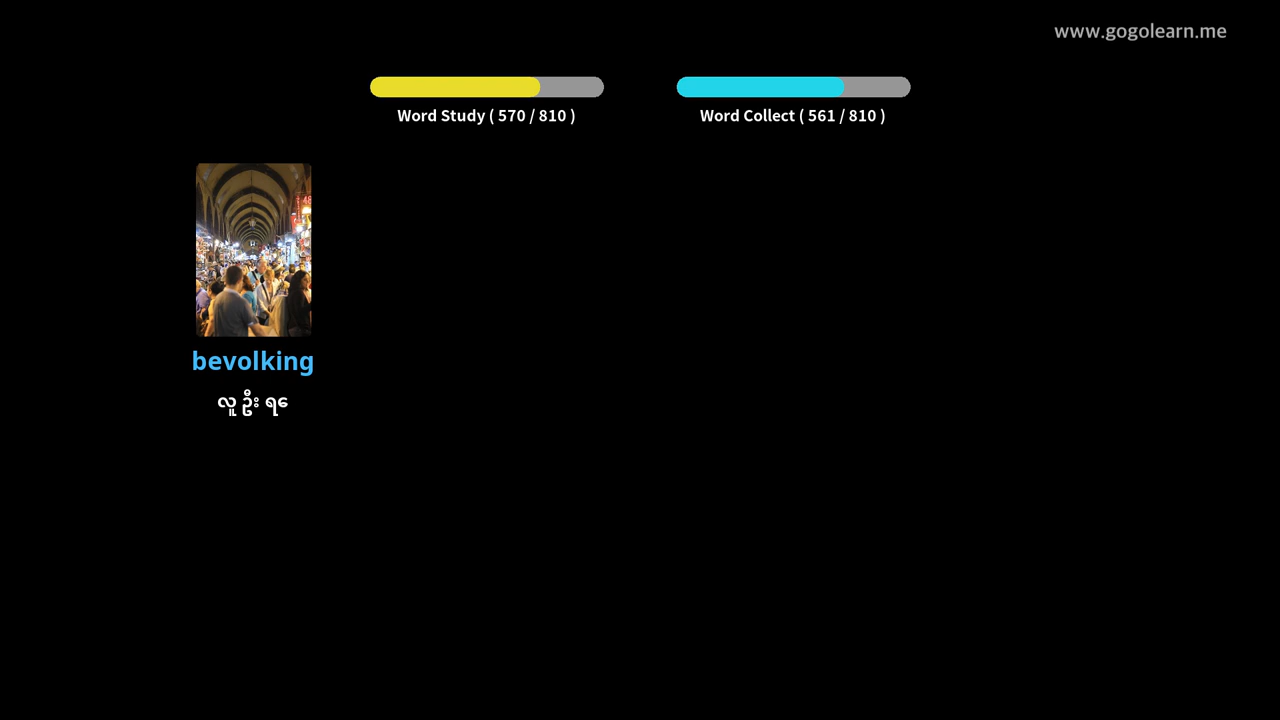 www.gogolearn.me
Word Study ( 570 / 810 )
Word Collect ( 561 / 810 )
bevolking
လူ ဦး ရေ